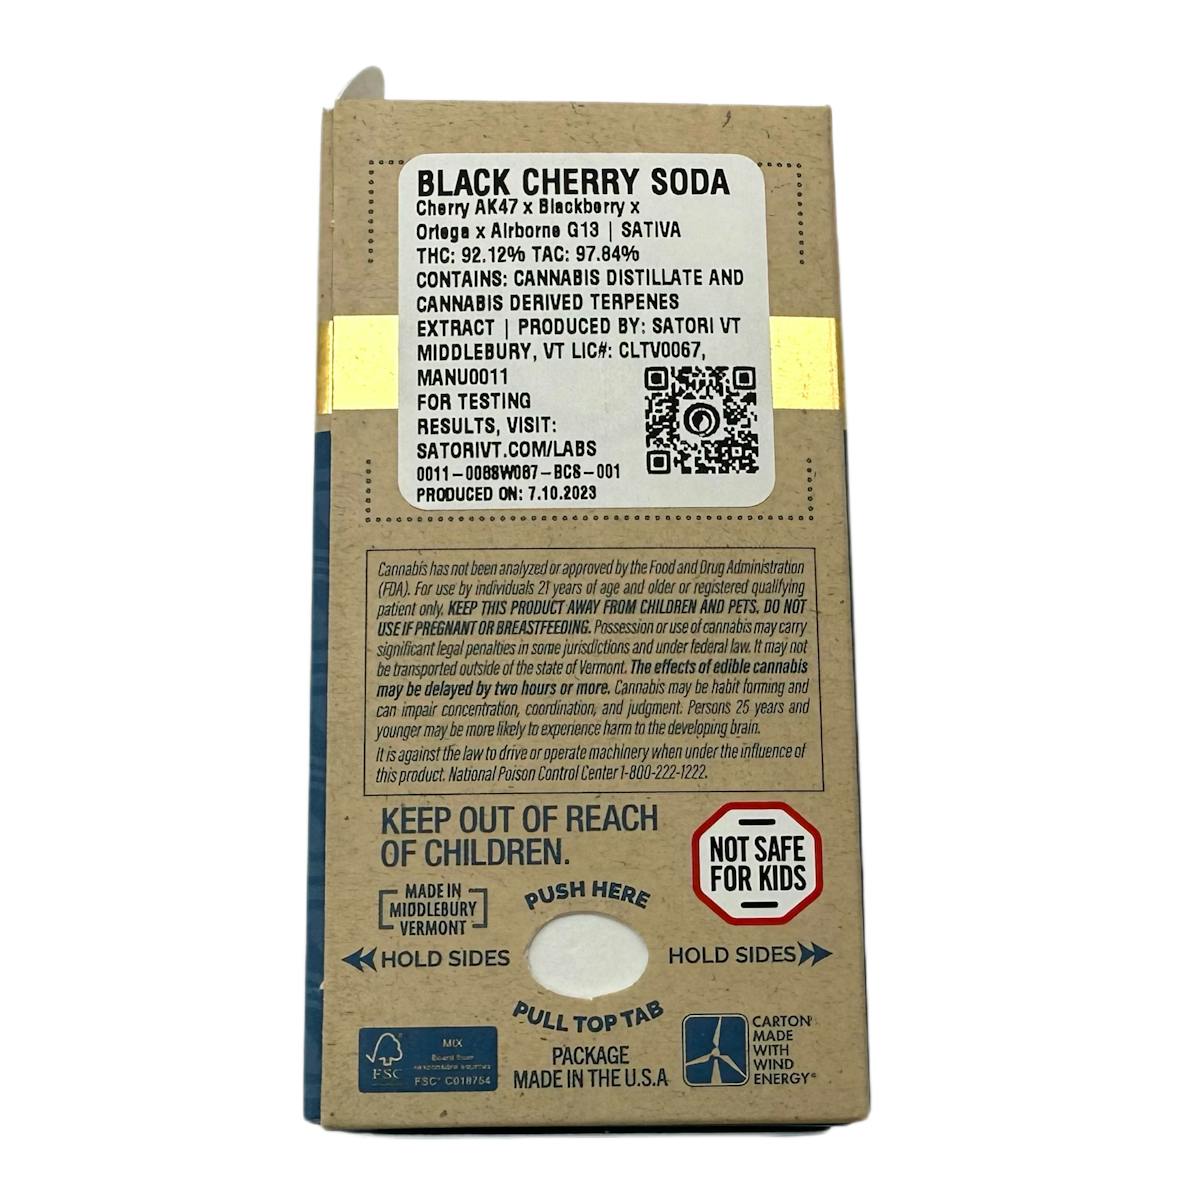 BLACK CHERRY SODA
Cherry AK47 x Blackberry x
Ortega x Airborne G13 | SATIVA
THC: 92.12% TAC: 97.84%
CONTAINS: CANNABIS DISTILLATE AND
CANNABIS DERIVED TERPENES
EXTRACT | PRODUCED BY: SATORI VT
MIDDLEBURY, VT LIC#: CLTV0067,
MANU0011
FOR TESTING
RESULTS, VISIT:
SATORIVT.COM/LABS
0011-0088W087-BCS-001
PRODUCED ON: 7.10.2023
Cannabis has not been analyzed or approved by the Food and Drug Administration
(FDA). For use by individuals 21 years of age and older or registered qualifying
patient only. KEEP THIS PRODUCT AWAY FROM CHILDREN AND PETS. DO NOT
USE IF PREGNANT OR BREASTFEEDING. Possession or use of cannabis may carry
significant legal penalties in some jurisdictions and under federal law. It may not
be transported outside of the state of Vermont. The effects of edible cannabis
may be delayed by two hours or more. Cannabis may be habit forming and
can impair concentration, coordination, and judgment. Persons 25 years and
younger may be more likely to experience harm to the developing brain.
It is against the law to drive or operate machinery when under the influence of
this product. National Poison Control Center 1-800-222-1222.
KEEP OUT OF REACH
OF CHILDREN.
NOT SAFE
FOR KIDS
MADE IN
MIDDLEBURY
VERMONT
PUSH HERE
HOLD SIDES
HOLD SIDES
PULL TOP TAB
PACKAGE
MADE IN THE U.S.A
FSC
MIX
Board from
responsible sources
FSC® C018754
CARTON
MADE
WITH
WIND
ENERGY®